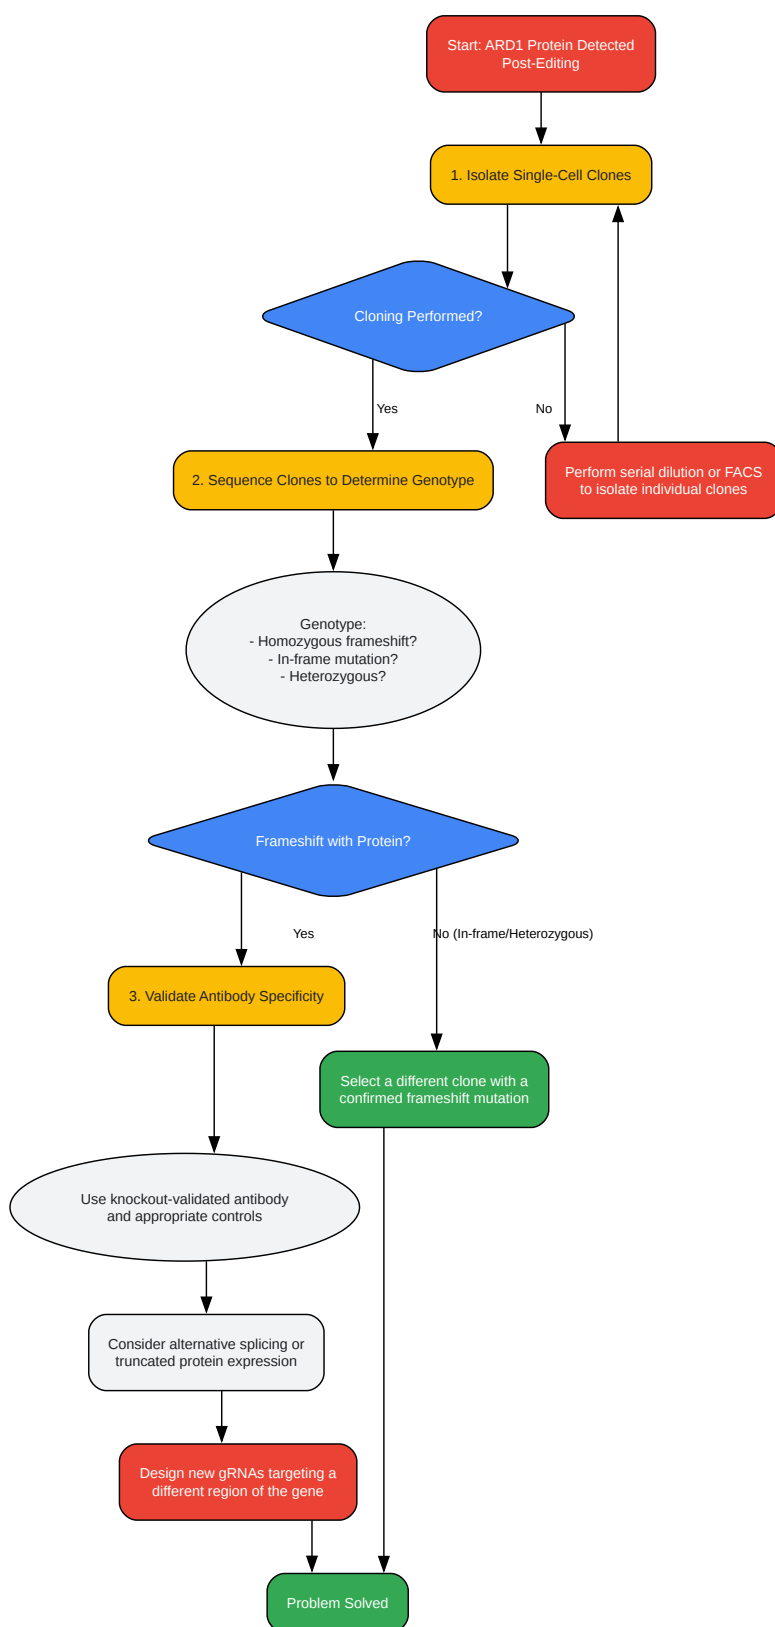 Start: ARD1 Protein Detected
Post-Editing
1. Isolate Single-Cell Clones
Cloning Performed?
Yes
No
2. Sequence Clones to Determine Genotype
Perform serial dilution or FACS
to isolate individual clones
Genotype:
- Homozygous frameshift?
- In-frame mutation?
- Heterozygous?
Frameshift with Protein?
Yes
No (In-frame/Heterozygous)
3. Validate Antibody Specificity
Select a different clone with a
confirmed frameshift mutation
Use knockout-validated antibody
and appropriate controls
Consider alternative splicing or
truncated protein expression
Design new gRNAs targeting a
different region of the gene
Problem Solved